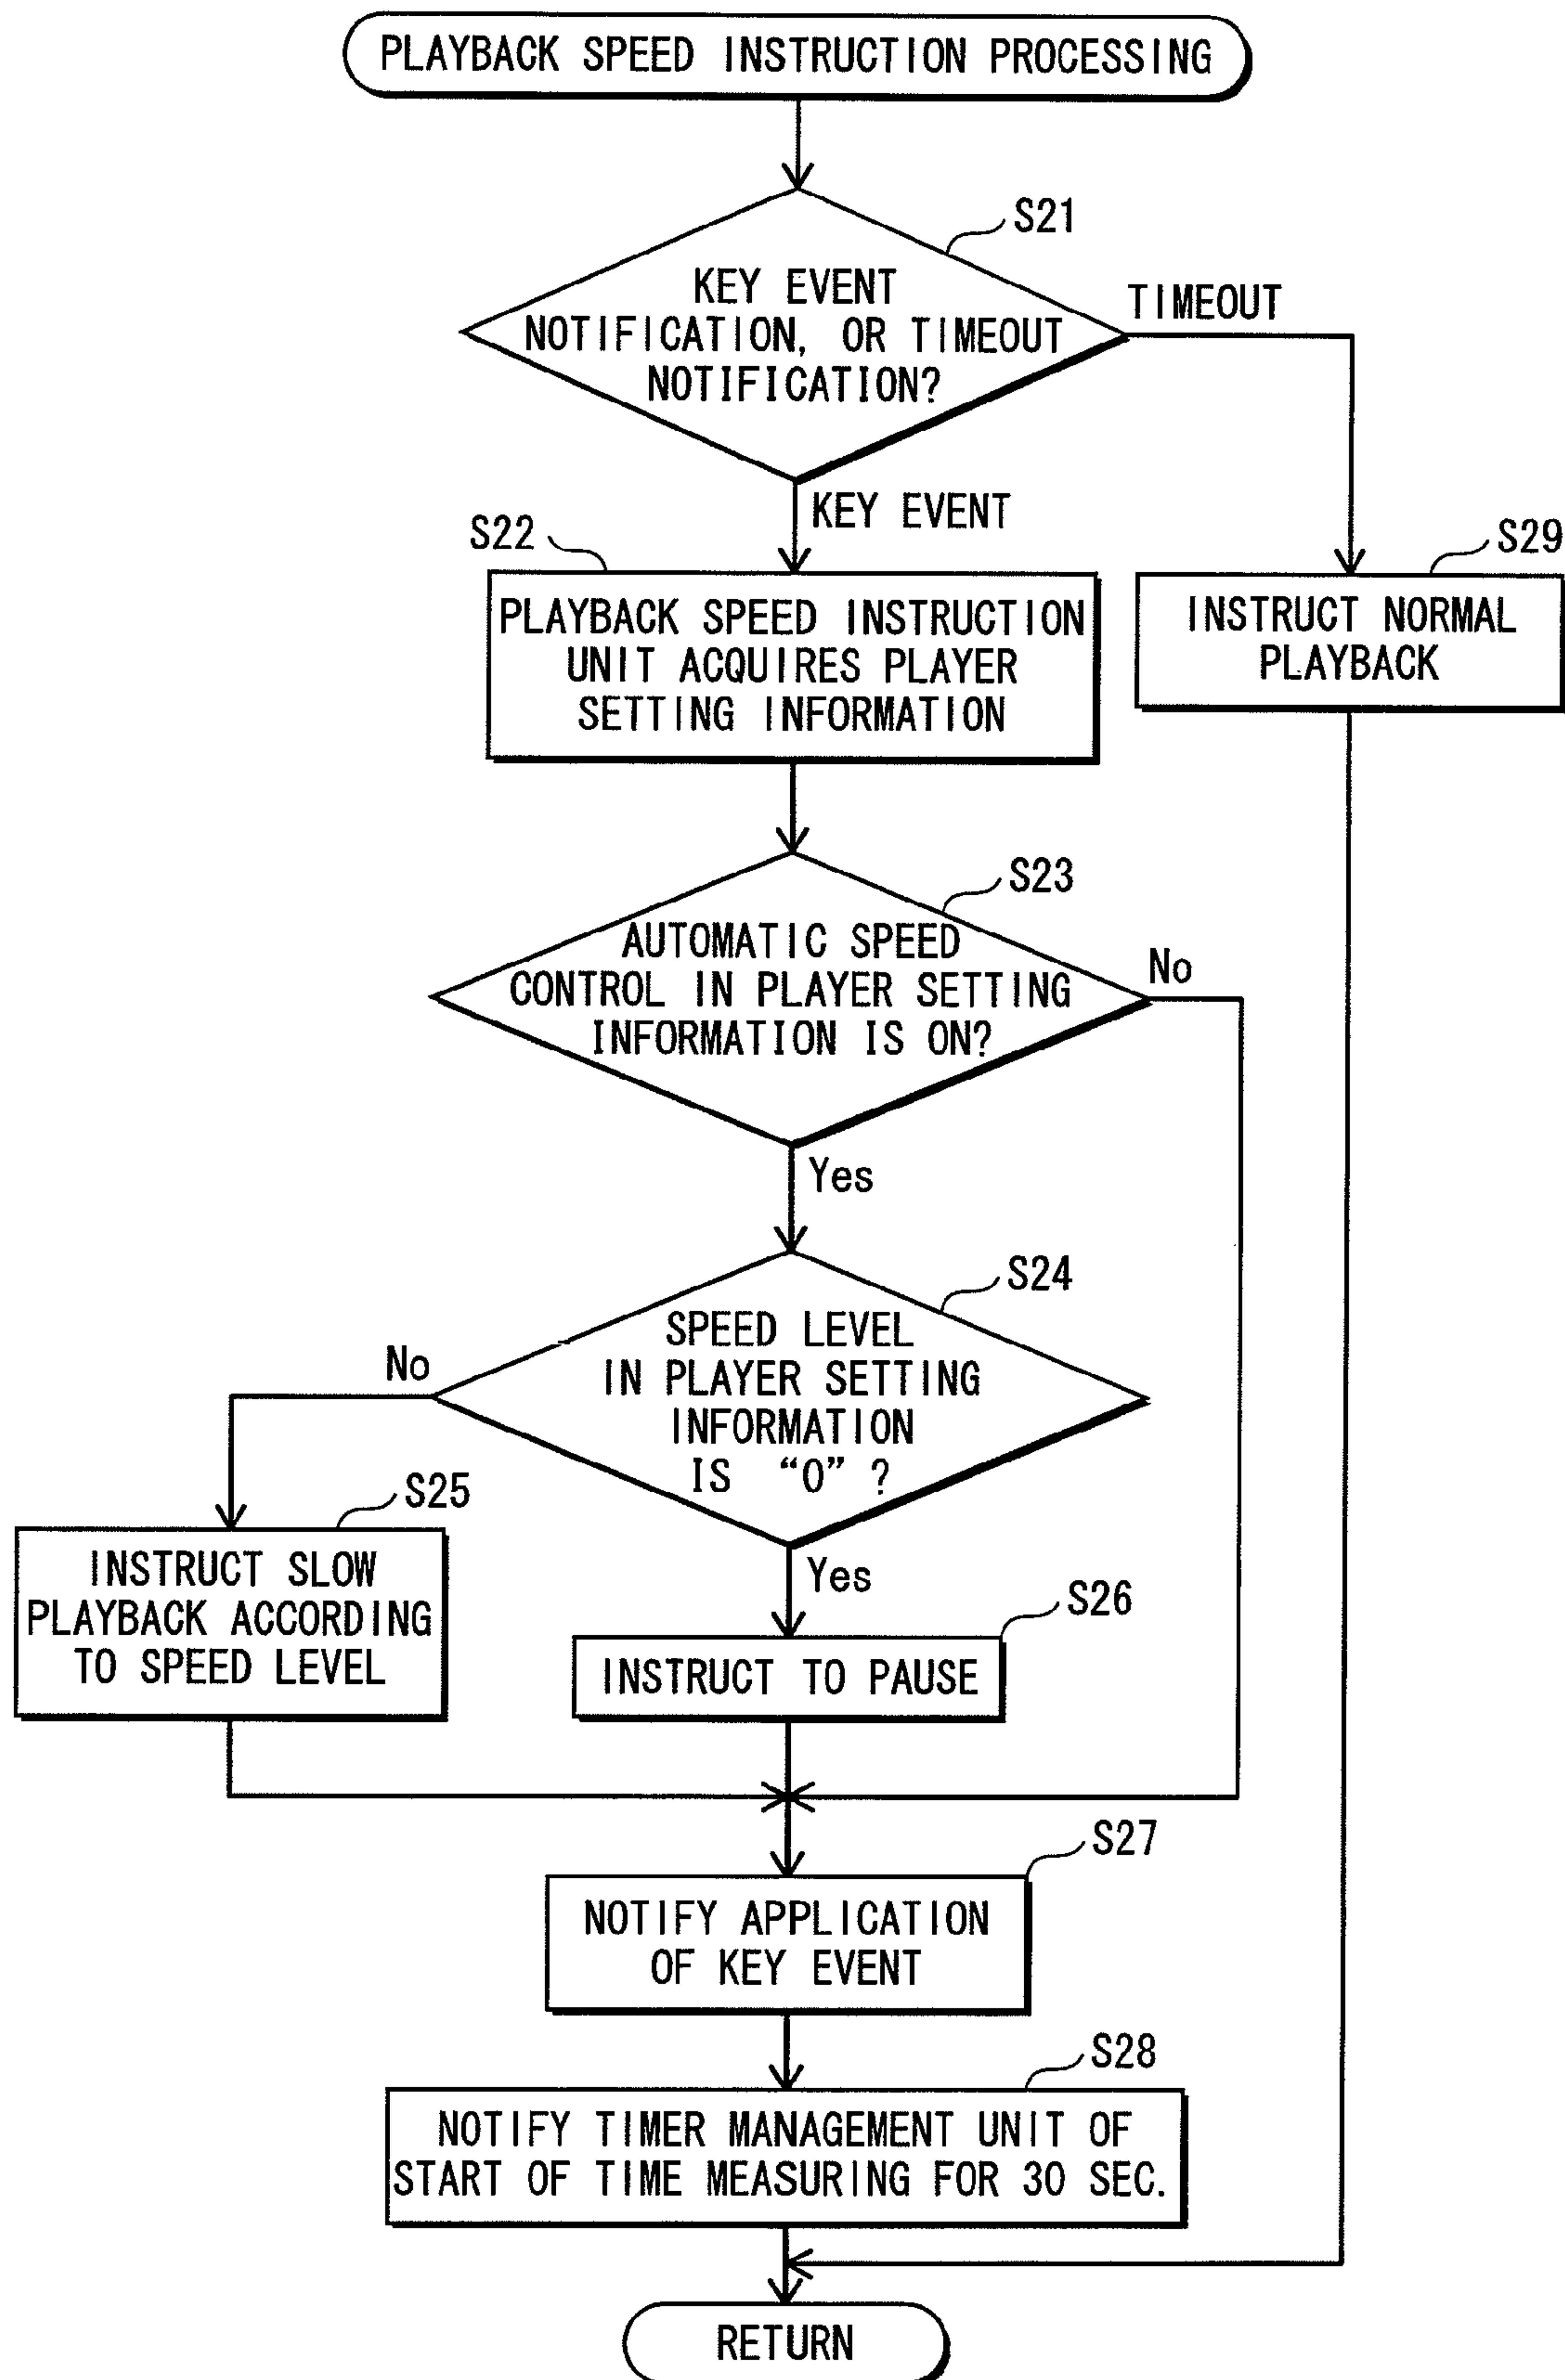 PLAYBACK SPEED INSTRUCTION PROCESSING
S21
KEY EVENT
NOTIFICATION, OR TIMEOUT
NOTIFICATION?
TIMEOUT
KEY EVENT
S22
PLAYBACK SPEED INSTRUCTION
UNIT ACQUIRES PLAYER
SETTING INFORMATION
S29
INSTRUCT NORMAL
PLAYBACK
S23
AUTOMATIC SPEED
CONTROL IN PLAYER SETTING
INFORMATION IS ON?
No
Yes
S24
SPEED LEVEL
IN PLAYER SETTING
INFORMATION
IS “0” ?
No
Yes
S25
INSTRUCT SLOW
PLAYBACK ACCORDING
TO SPEED LEVEL
S26
INSTRUCT TO PAUSE
S27
NOTIFY APPLICATION
OF KEY EVENT
S28
NOTIFY TIMER MANAGEMENT UNIT OF
START OF TIME MEASURING FOR 30 SEC.
RETURN